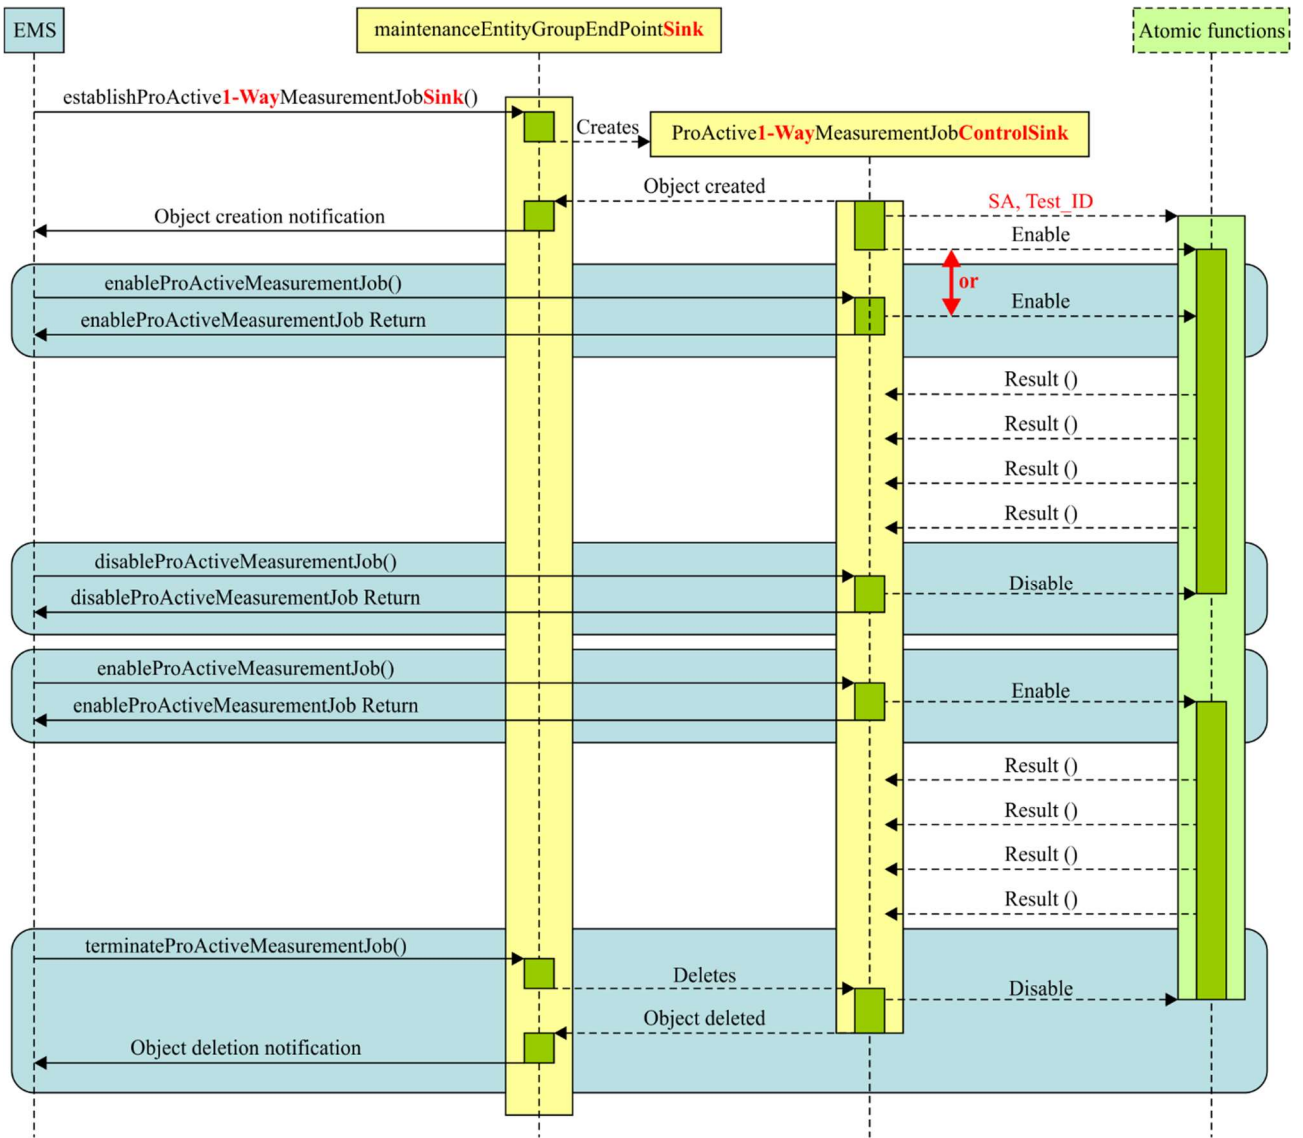 EMS
maintenanceEntityGroupEndPointSink
Atomic functions
establishProActive1-WayMeasurementJobSink()
Creates
ProActive1-WayMeasurementJobControlSink
Object created
SA, Test_ID
Object creation notification
Enable
enableProActiveMeasurementJob()
or
Enable
enableProActiveMeasurementJob Return
Result ()
Result ()
Result ()
Result ()
disableProActiveMeasurementJob()
Disable
disableProActiveMeasurementJob Return
enableProActiveMeasurementJob()
Enable
enableProActiveMeasurementJob Return
Result ()
Result ()
Result ()
Result ()
terminateProActiveMeasurementJob()
Deletes
Disable
Object deleted
Object deletion notification